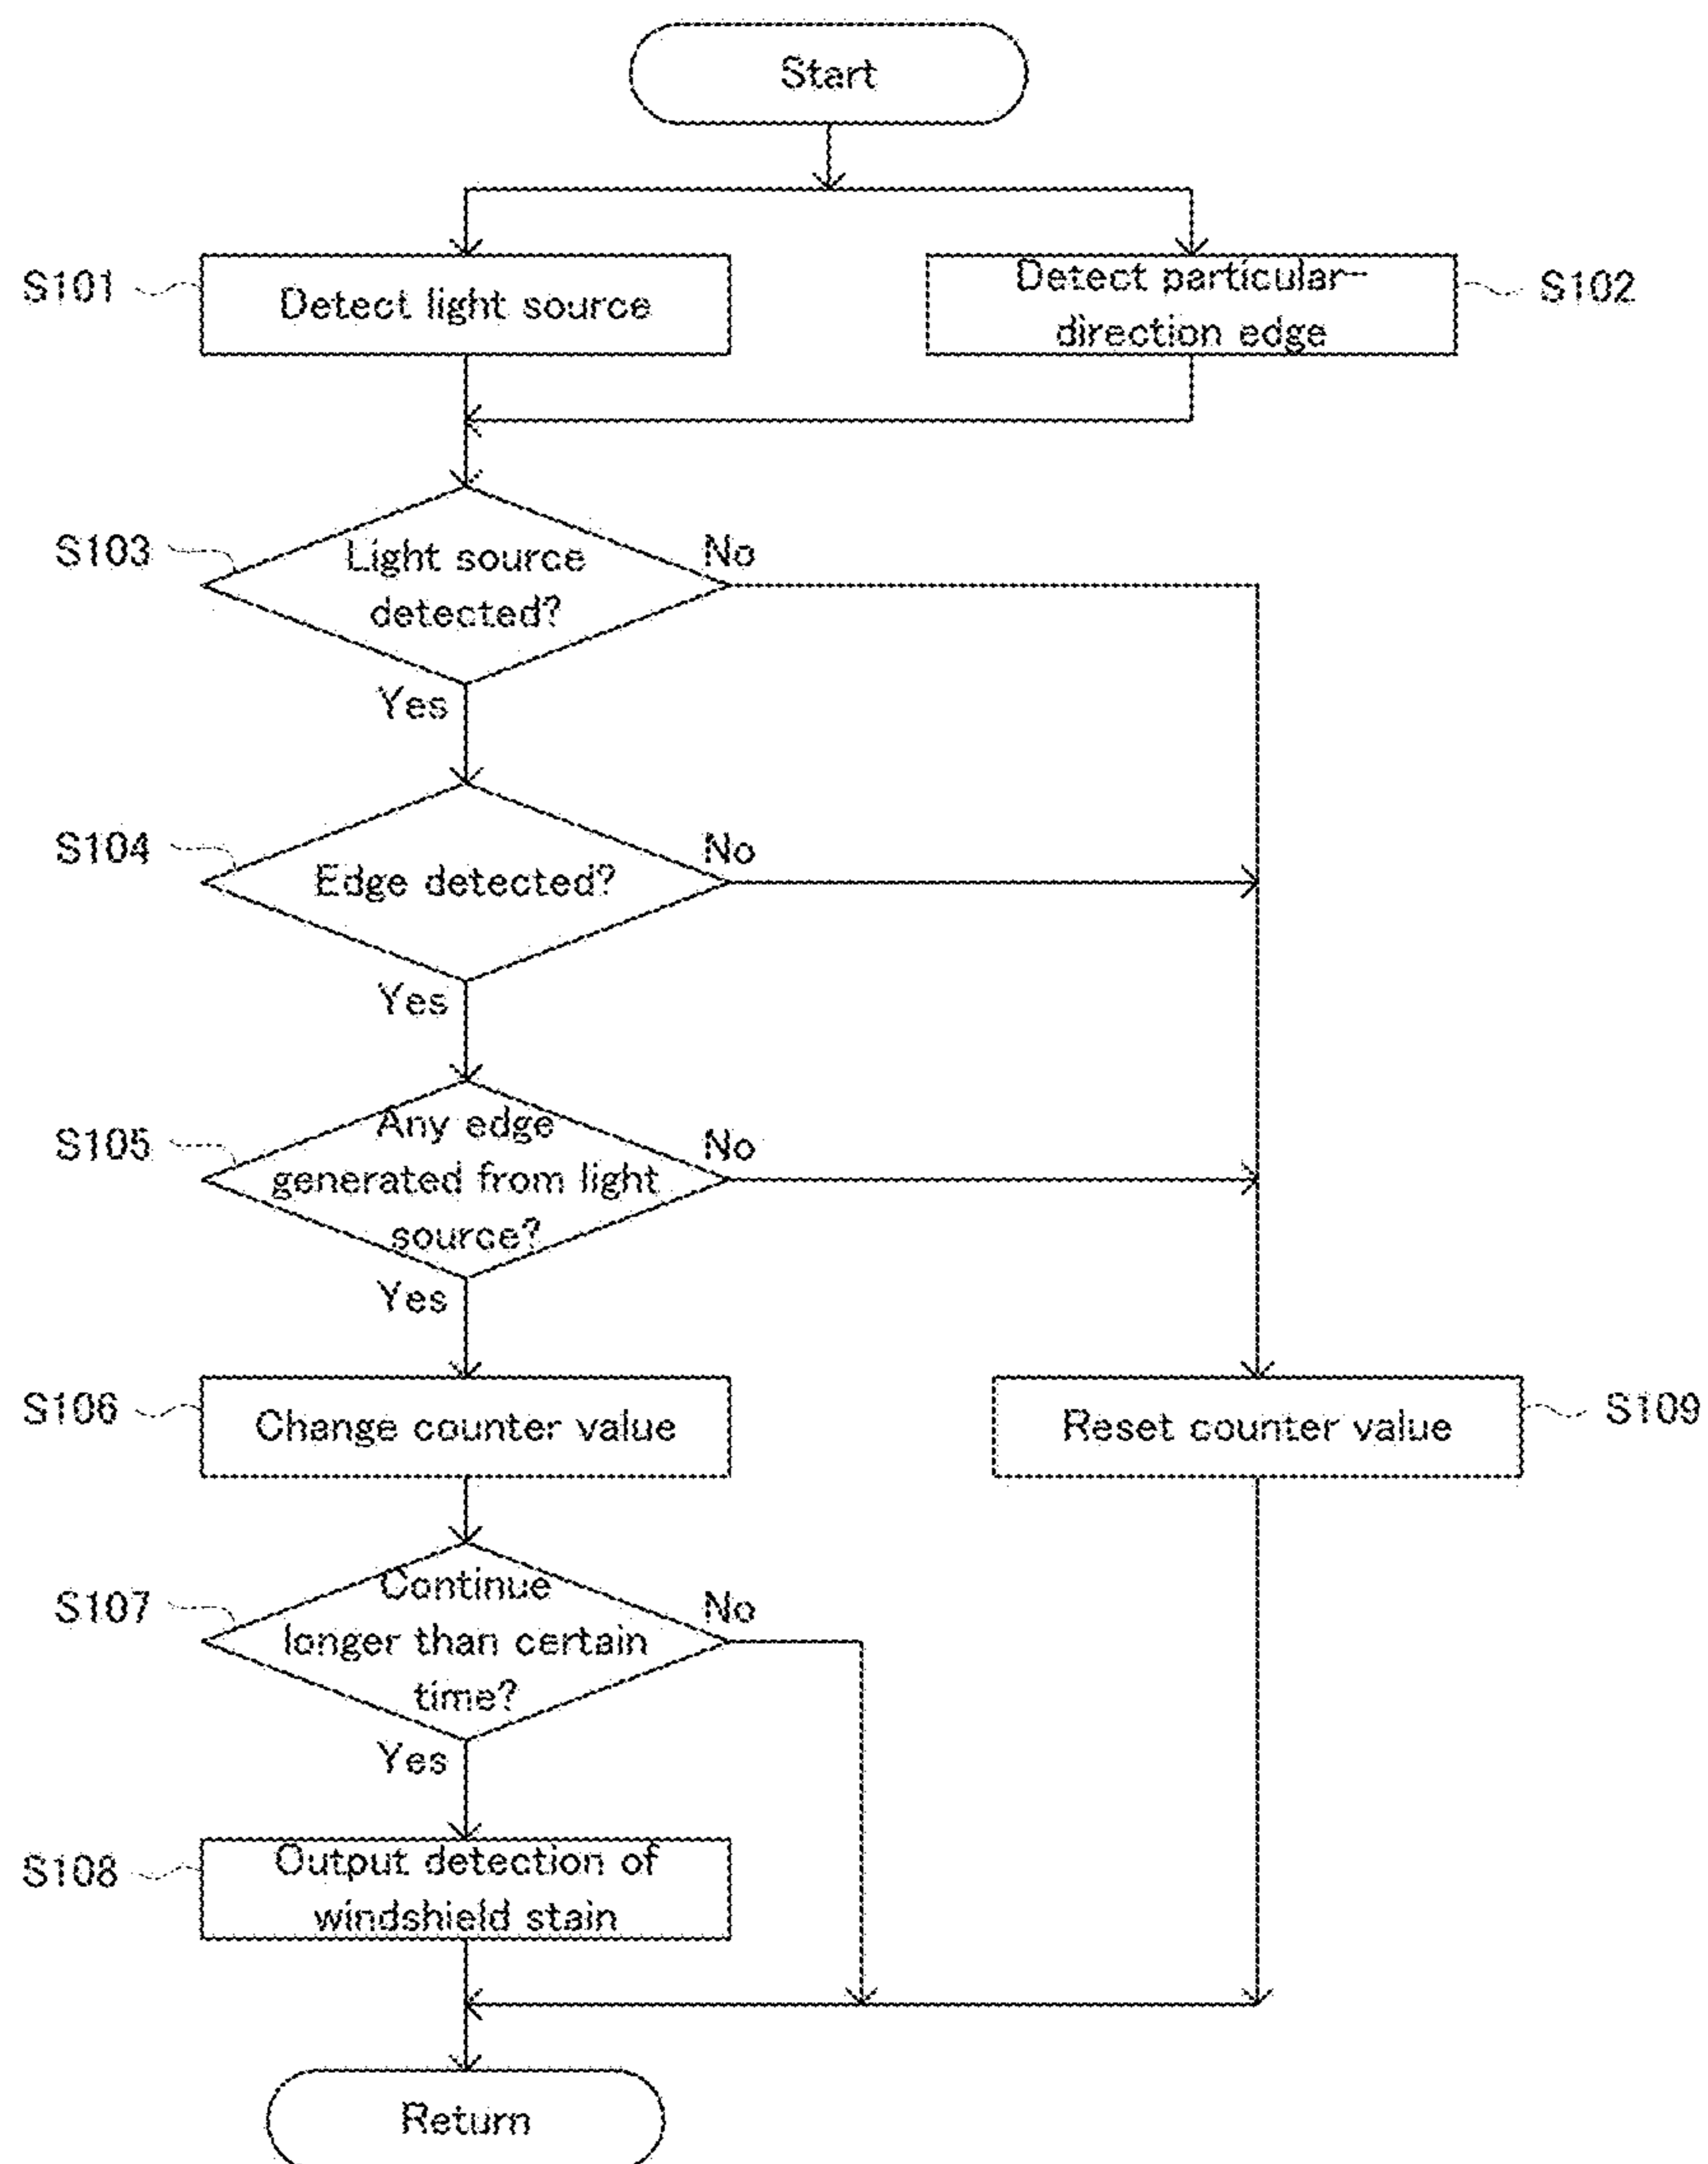 Start
S101
Detect light source
Detect particular-
direction edge
S102
S103
Light source
detected?
No
Yes
S104
Edge detected?
No
Yes
S105
Any edge
generated from light
source?
No
Yes
S106
Change counter value
Reset counter value
S109
S107
Continue
longer than certain
time?
No
Yes
S108
Output detection of
windshield stain
Return